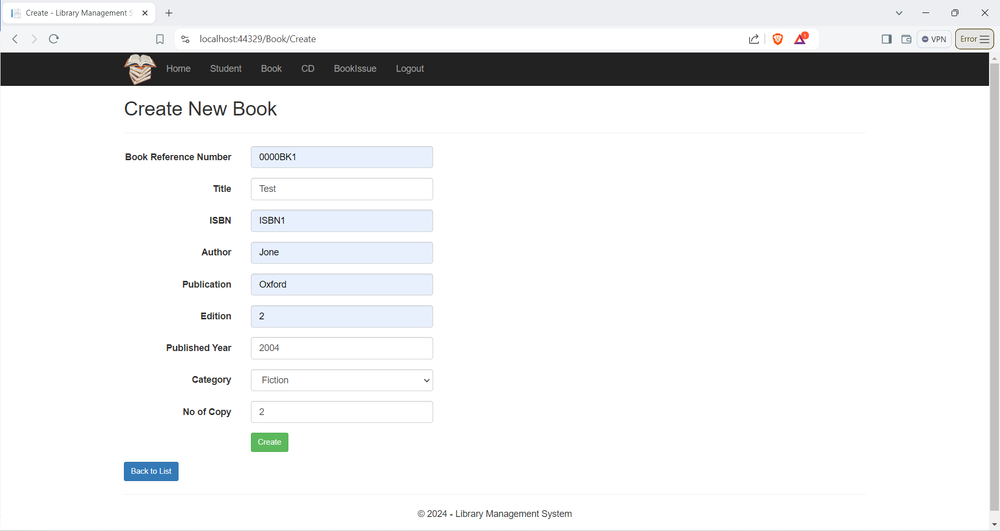 Create - Library Management S
localhost:44329/Book/Create
1
VPN
Error
Home Student Book CD BookIssue Logout
Create New Book
Book Reference Number 0000BK1
Title Test
ISBN ISBN1
Author Jone
Publication Oxford
Edition 2
Published Year 2004
Category Fiction
No of Copy 2
Create
Back to List
© 2024 - Library Management System